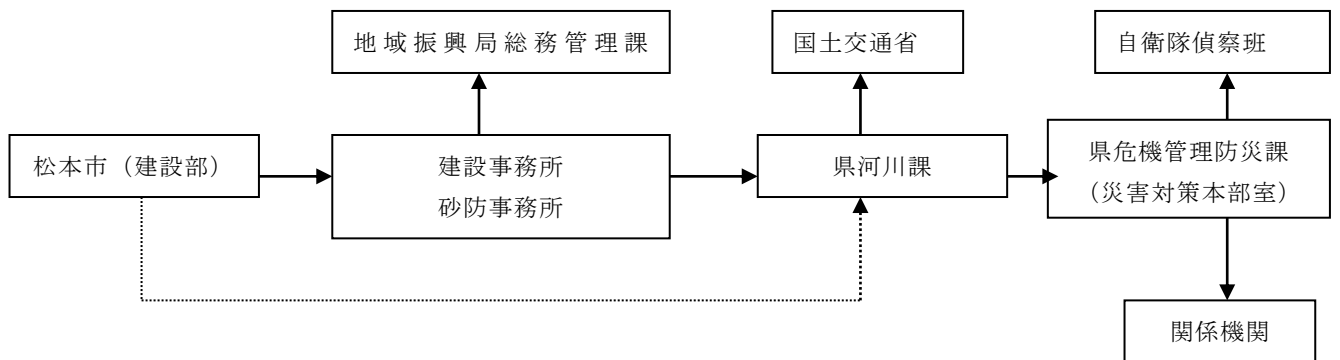 地域振興局総務管理課
国土交通省
自衛隊偵察班
松本市（建設部）
建設事務所
砂防事務所
県河川課
県危機管理防災課
（災害対策本部室）
関係機関